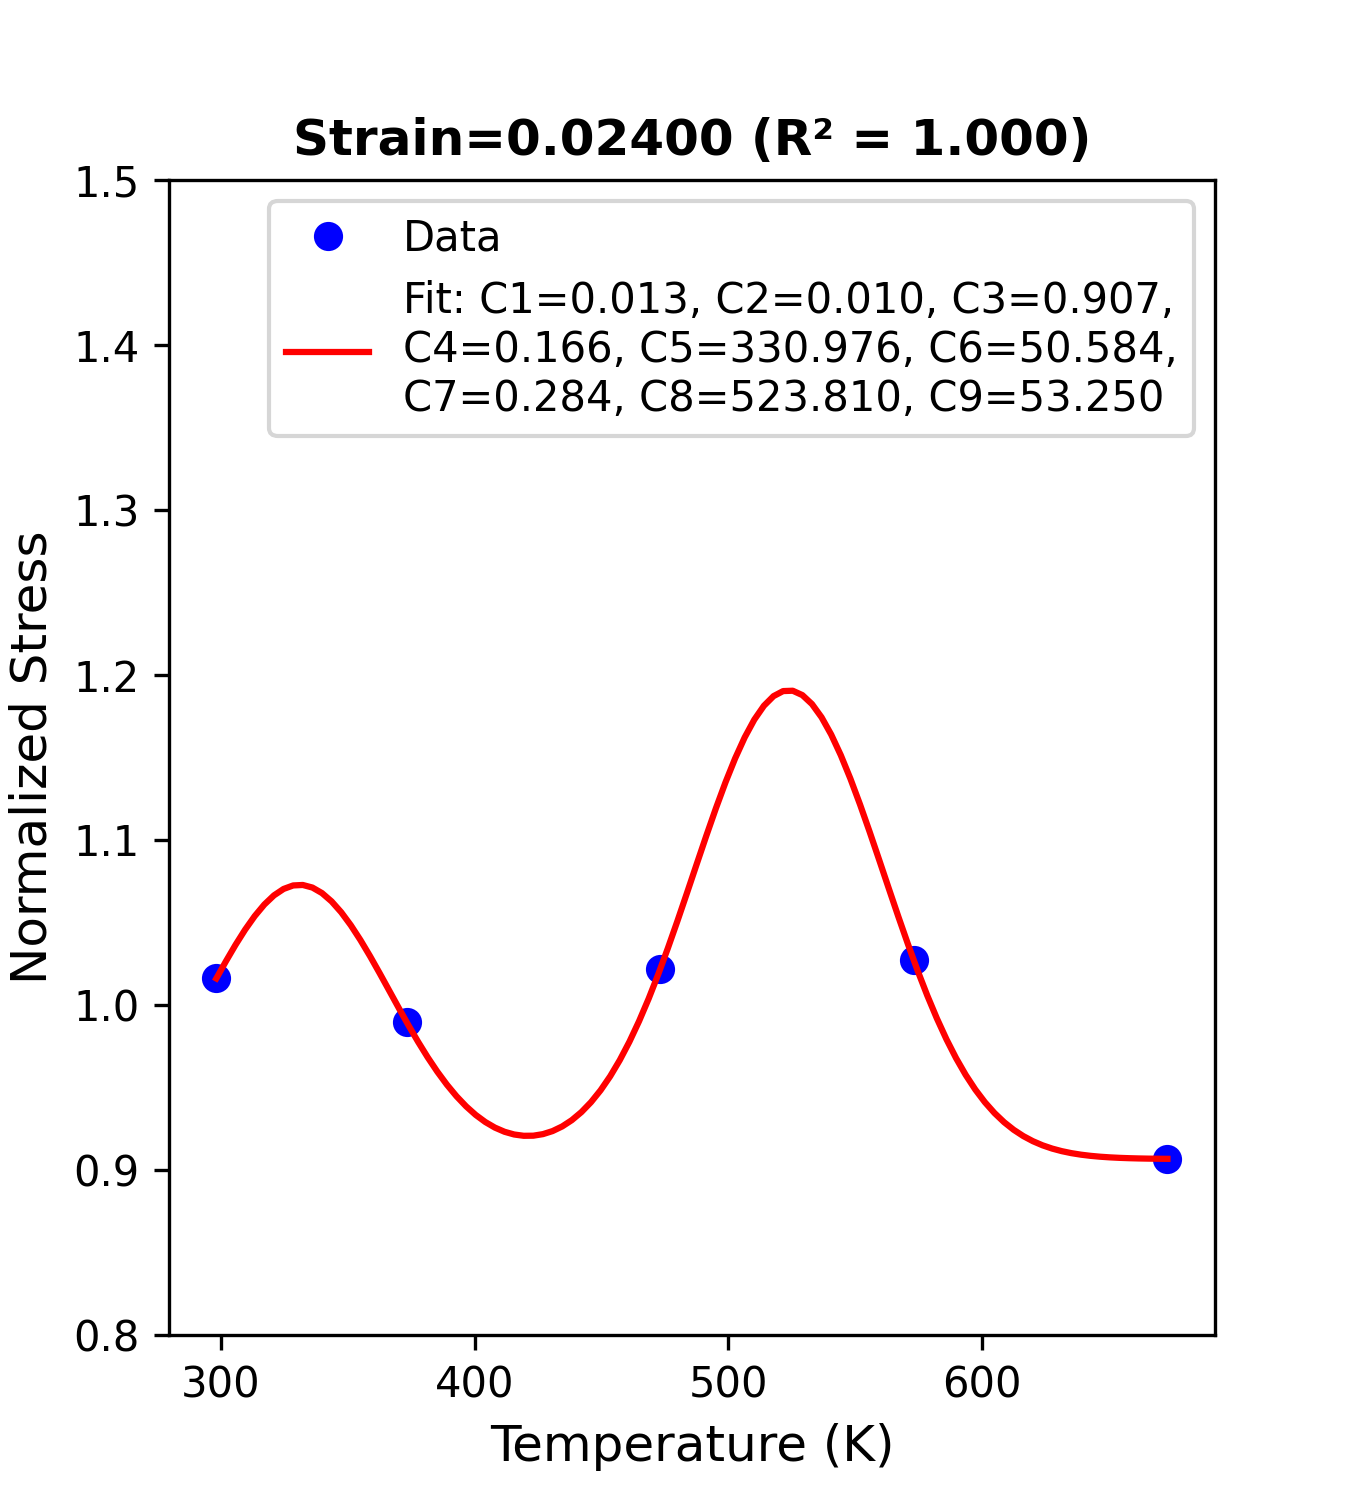 Strain=0.02400 (R² = 1.000)
1.5
1.4
1.3
1.2
1.1
1.0
0.9
0.8
Data
Fit: C1=0.013, C2=0.010, C3=0.907,
C4=0.166, C5=330.976, C6=50.584,
C7=0.284, C8=523.810, C9=53.250
Normalized Stress
300 400 500 600
Temperature (K)